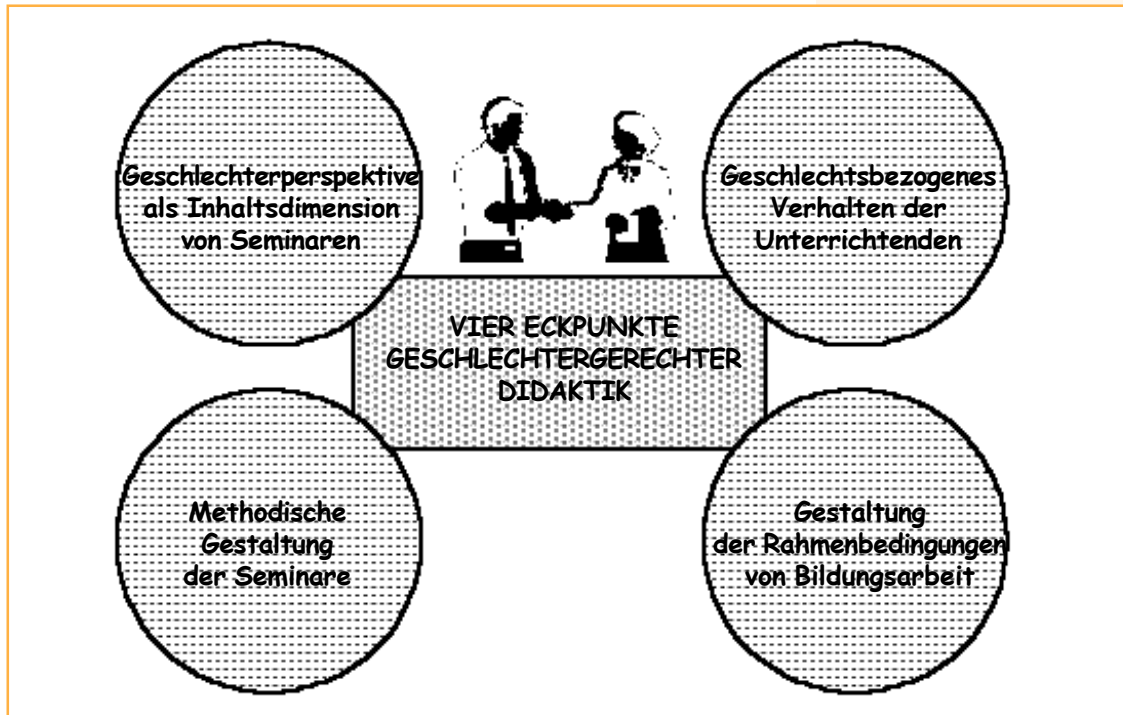 Geschlechterperspektive
als Inhaltsdimension
von Seminaren
Geschlechtsbezogenes
Verhalten der
Unterrichtenden
VIER ECKPUNKTE
GESCHLECHTERGERECHTER
DIDAKTIK
Methodische
Gestaltung
der Seminare
Gestaltung
der Rahmenbedingungen
von Bildungsarbeit